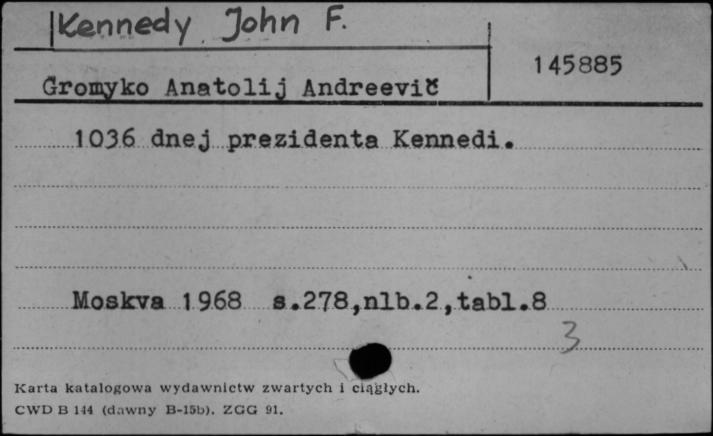 Kennedy John F.
145885
Gromyko Anatolij Andreevič
1036 dnej prezidenta Kennedi.
Moskva 1968 s.278,nlb.2,tabl.8
3
Karta katalogowa wydawnictw zwartych i ciągłych.
CWD B 144 (dawny B-15b). ZGG 91.